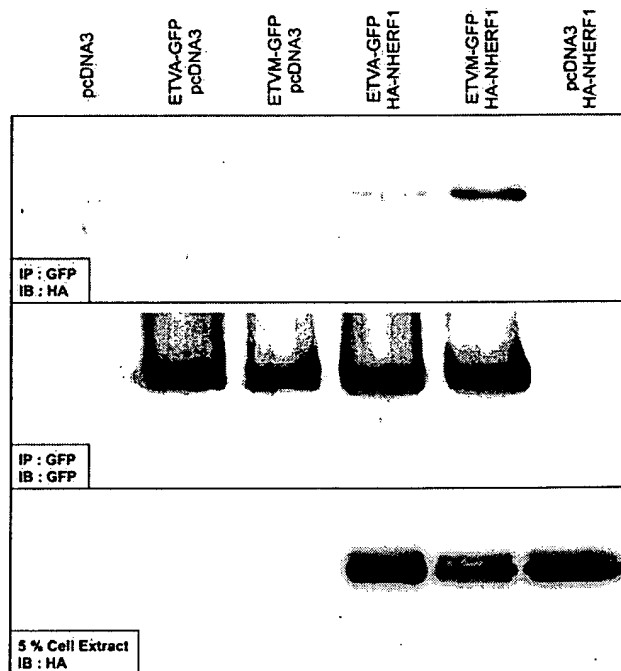 pcDNA3
ETVA-GFP
pcDNA3
ETVM-GFP
pcDNA3
ETVA-GFP
HA-NHERF1
ETVM-GFP
HA-NHERF1
pcDNA3
HA-NHERF1
IP : GFP
IB : HA
IP : GFP
IB : GFP
5 % Cell Extract
IB : HA